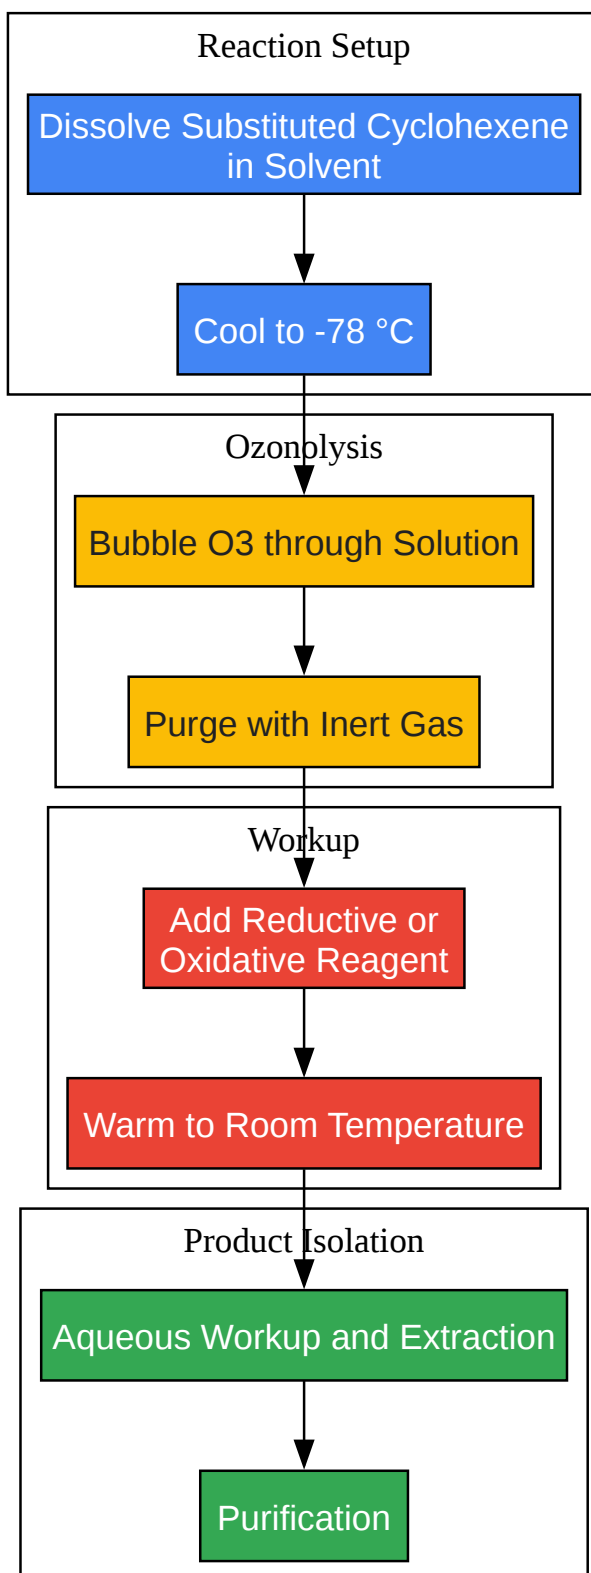 Reaction Setup
Dissolve Substituted Cyclohexene
in Solvent
Cool to -78 °C
Ozonolysis
Bubble O3 through Solution
Purge with Inert Gas
Workup
Add Reductive or
Oxidative Reagent
Warm to Room Temperature
Product Isolation
Aqueous Workup and Extraction
Purification